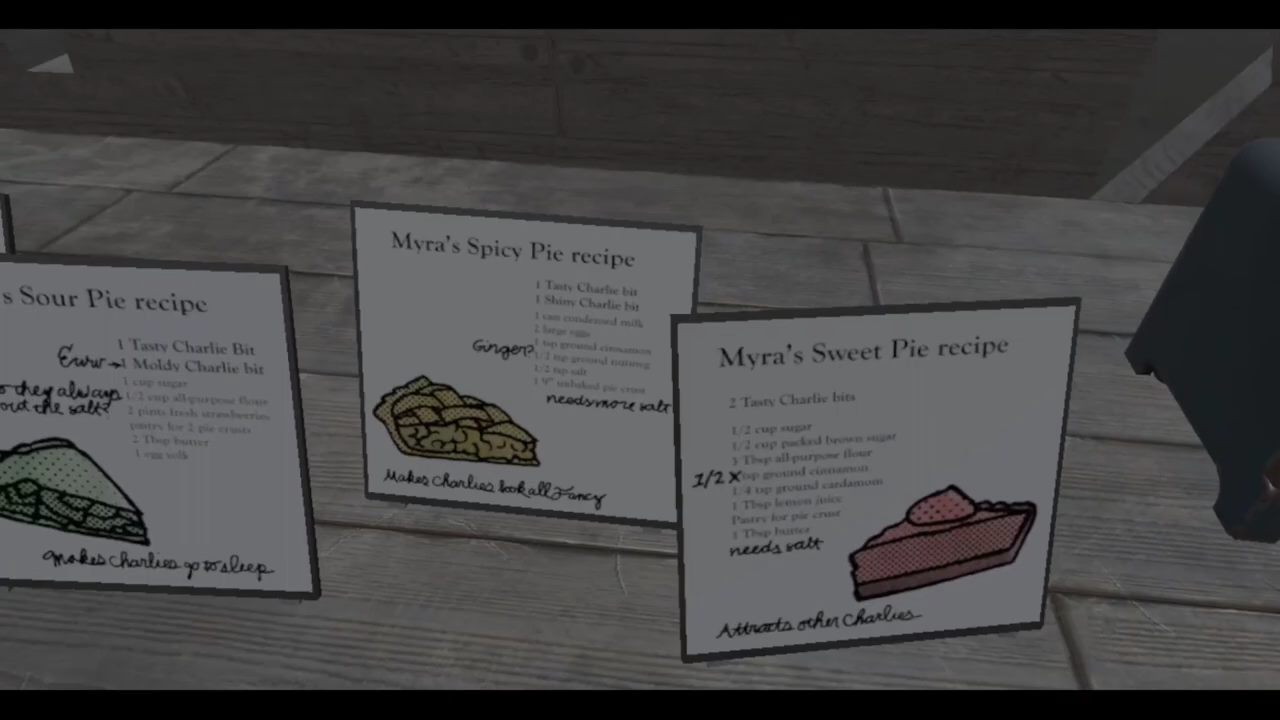 s Sour Pie recipe
1 Tasty Charlie Bit
Euw → 1 Moldy Charlie bit
1 cup sugar
they always
1/2 cup all-purpose flour
out the salt?
2 pints fresh strawberries
pastry for 2 pie crusts
2 Tbsp butter
1 egg yolk
Makes Charlies go to sleep
Myra's Spicy Pie recipe
1 Tasty Charlie bit
1 Shiny Charlie bit
1 can condensed milk
2 large eggs
Ginger?
1 tsp ground cinnamon
1/2 tsp ground nutmeg
1/2 tsp salt
1 9" unbaked pie crust
needs more salt
Makes Charlies look all Fancy
Myra's Sweet Pie recipe
2 Tasty Charlie bits
1/2 cup sugar
1/2 cup packed brown sugar
3 Tbsp all-purpose flour
1/2 X tsp ground cinnamon
1/4 tsp ground cardamom
1 Tbsp lemon juice
Pastry for pie crust
1 Tbsp butter
needs salt
Attracts other Charlies